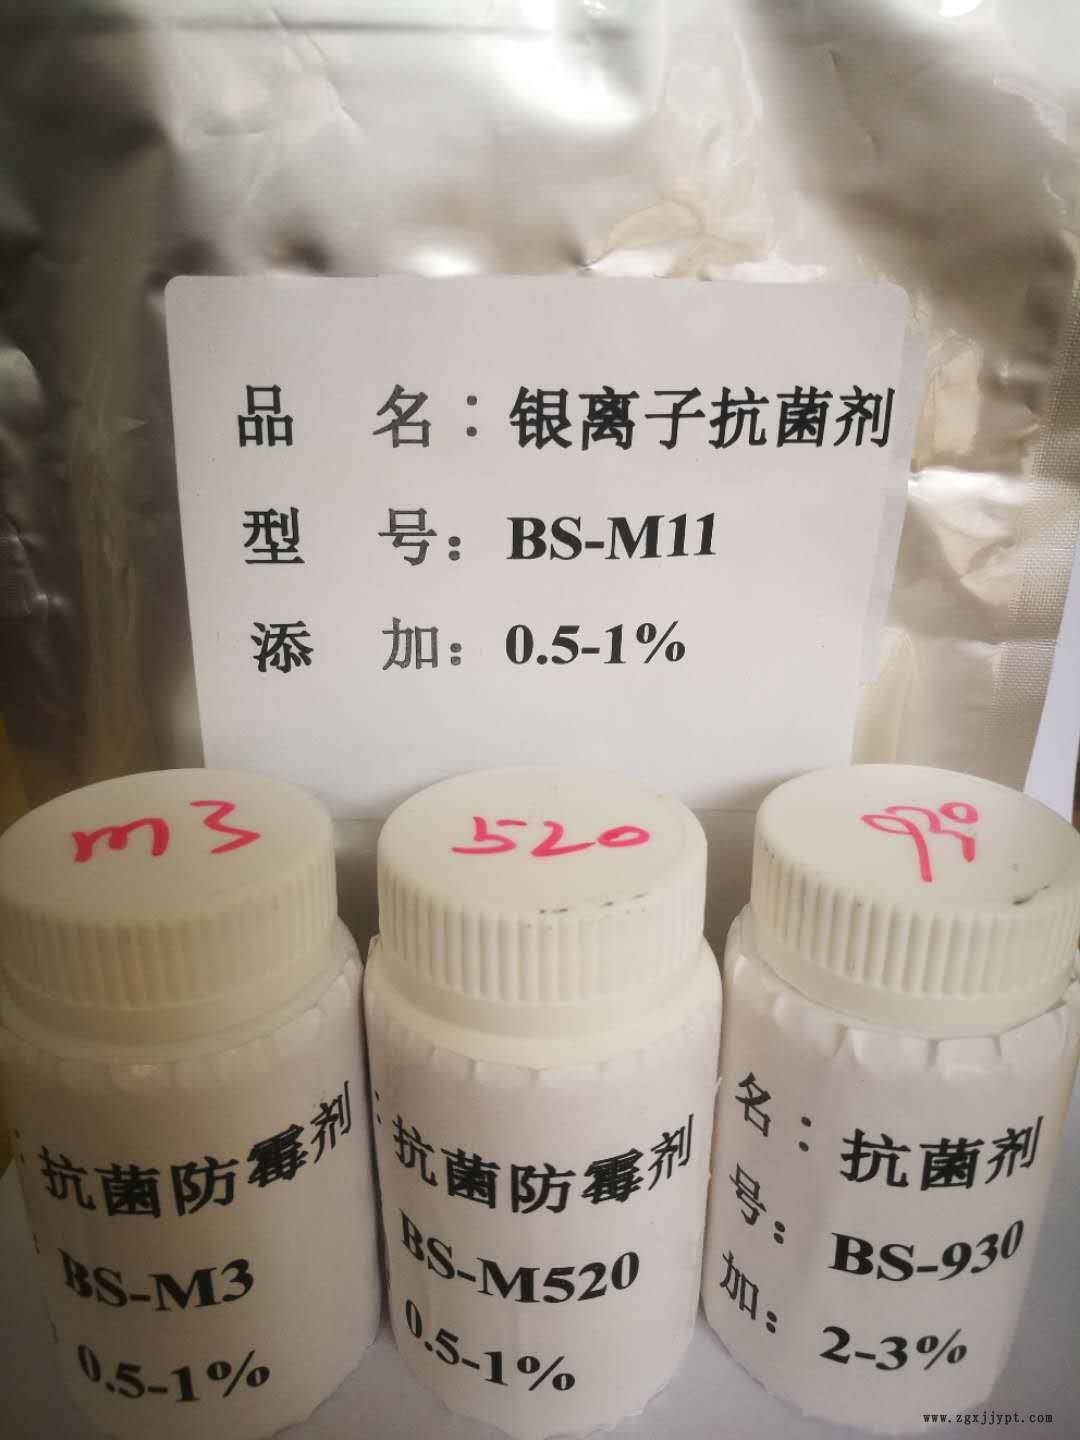 品 名：银离子抗菌剂
型 号：BS-M11
添 加：0.5-1%
m3
520
930
：抗菌防霉剂
BS-M3
0.5-1%
：抗菌防霉剂
BS-M520
0.5-1%
名：抗菌剂
号：BS-930
加：2-3%
www.zgxjjypt.com